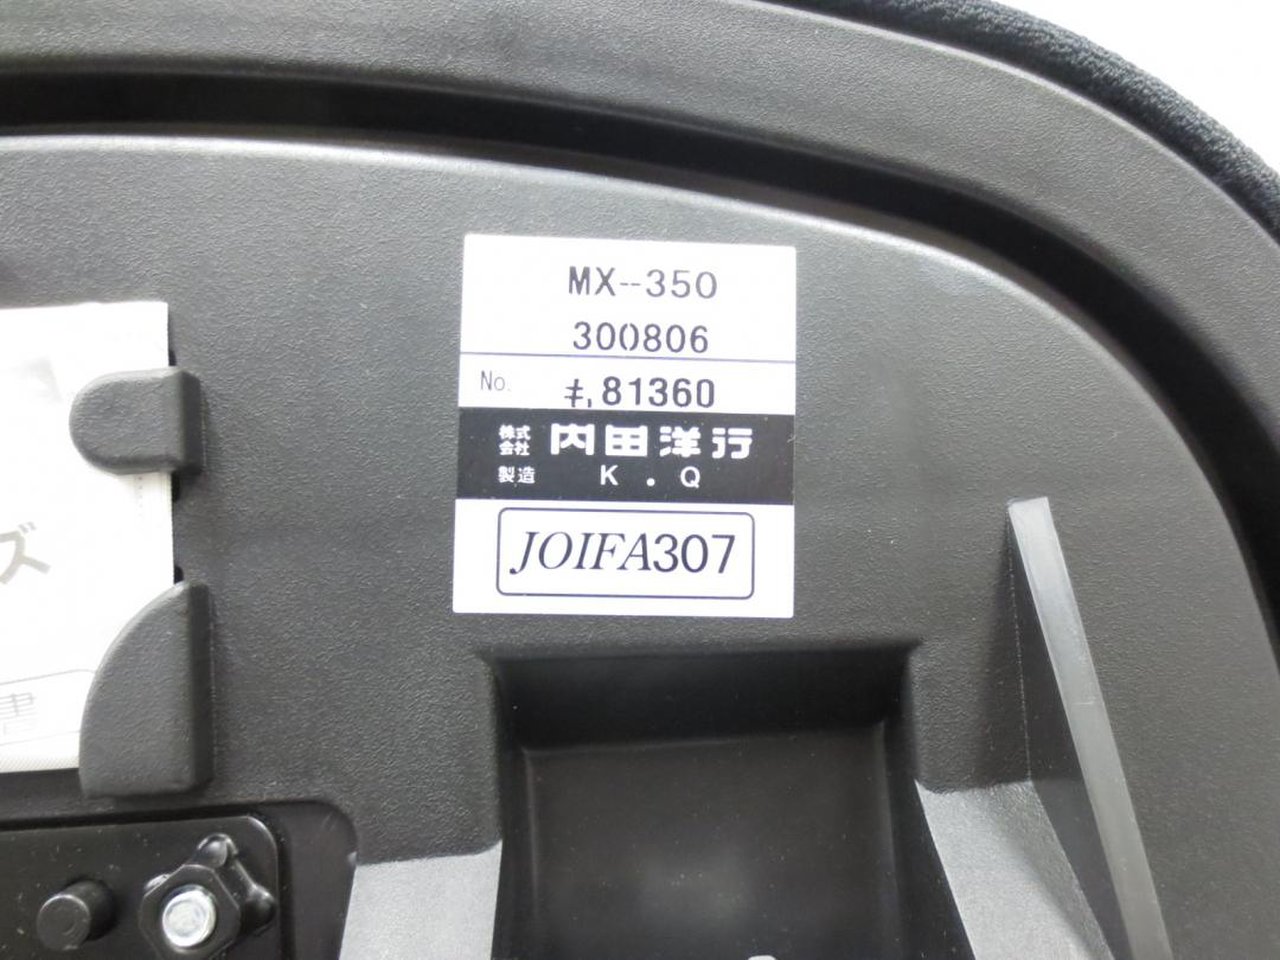 MX--350
300806
No. キ,81360
株式会社 内田洋行
製造 K.Q
JOIFA307
ズ
書